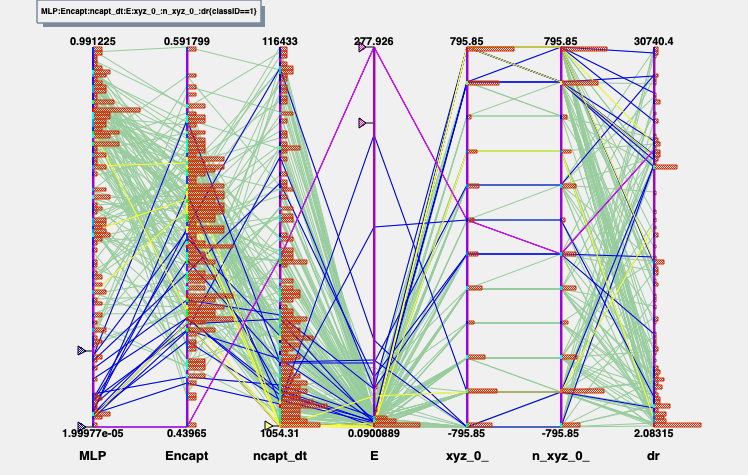 MLP:Encapt:ncapt_dt:E:xyz_0_:n_xyz_0_:dr{classID==1}
0.991225 0.591799 116433 277.926 795.85 795.85 30740.4
1.99977e-05 0.43965 1054.31 0.0900889 -795.85 -795.85 2.08315
MLP Encapt ncapt_dt E xyz_0_ n_xyz_0_ dr